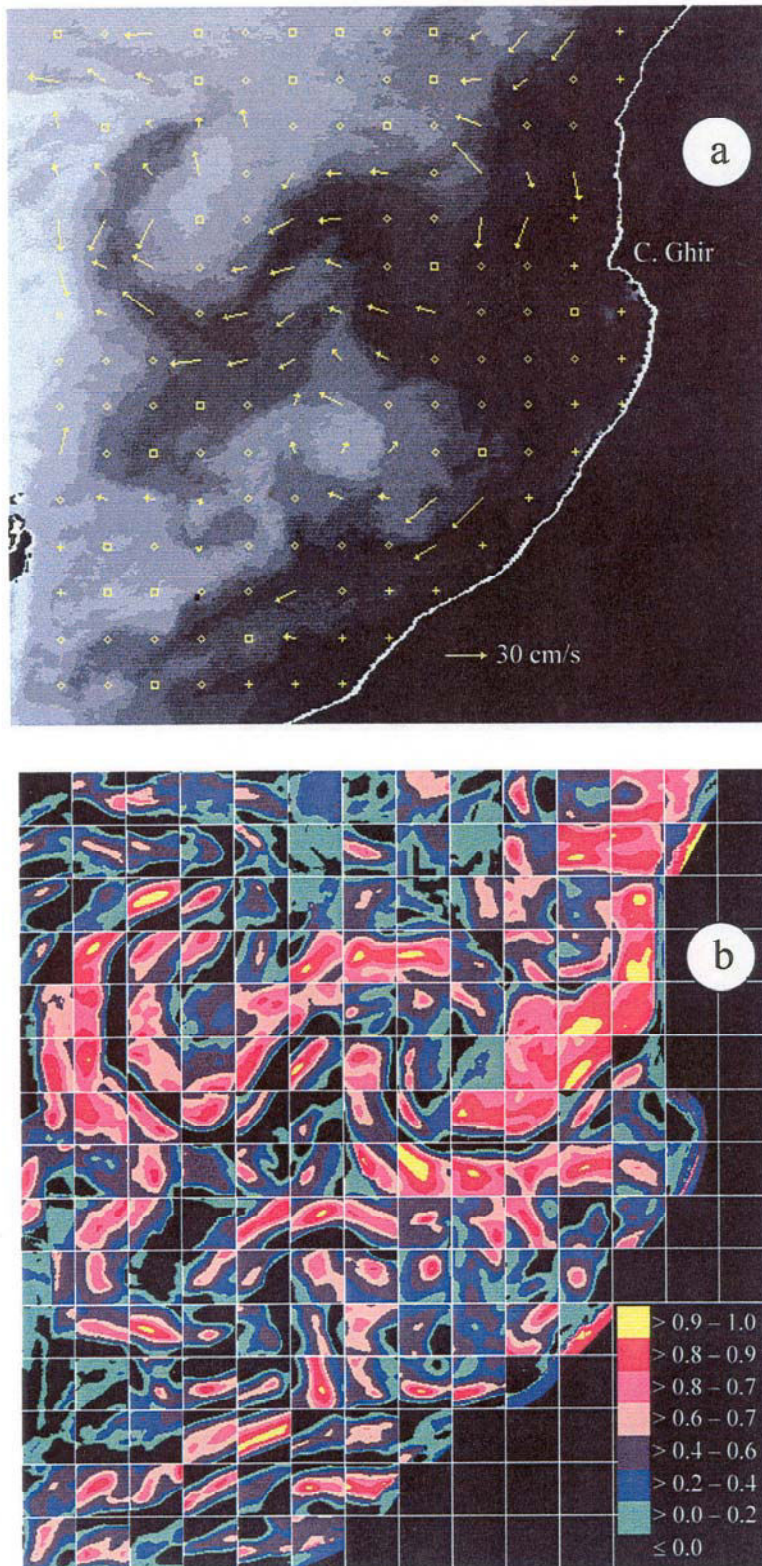 a
C. Ghir
30 cm/s
b
> 0.9 – 1.0
> 0.8 – 0.9
> 0.8 – 0.7
> 0.6 – 0.7
> 0.4 – 0.6
> 0.2 – 0.4
> 0.0 – 0.2
≤ 0.0